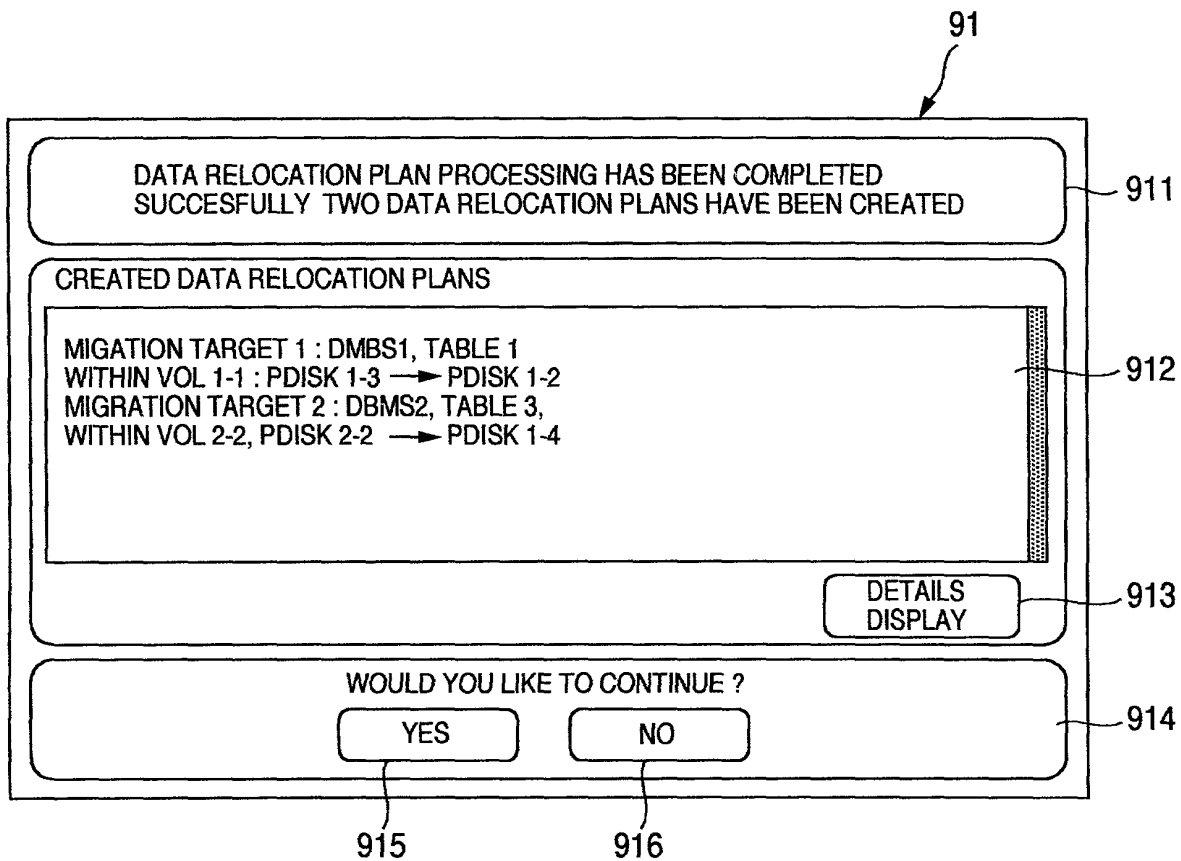 91
DATA RELOCATION PLAN PROCESSING HAS BEEN COMPLETED
SUCCESFULLY TWO DATA RELOCATION PLANS HAVE BEEN CREATED
911
CREATED DATA RELOCATION PLANS
MIGATION TARGET 1 : DMBS1, TABLE 1
WITHIN VOL 1-1 : PDISK 1-3 → PDISK 1-2
MIGRATION TARGET 2 : DBMS2, TABLE 3,
WITHIN VOL 2-2, PDISK 2-2 → PDISK 1-4
912
DETAILS
DISPLAY
913
WOULD YOU LIKE TO CONTINUE ?
YES
NO
914
915
916